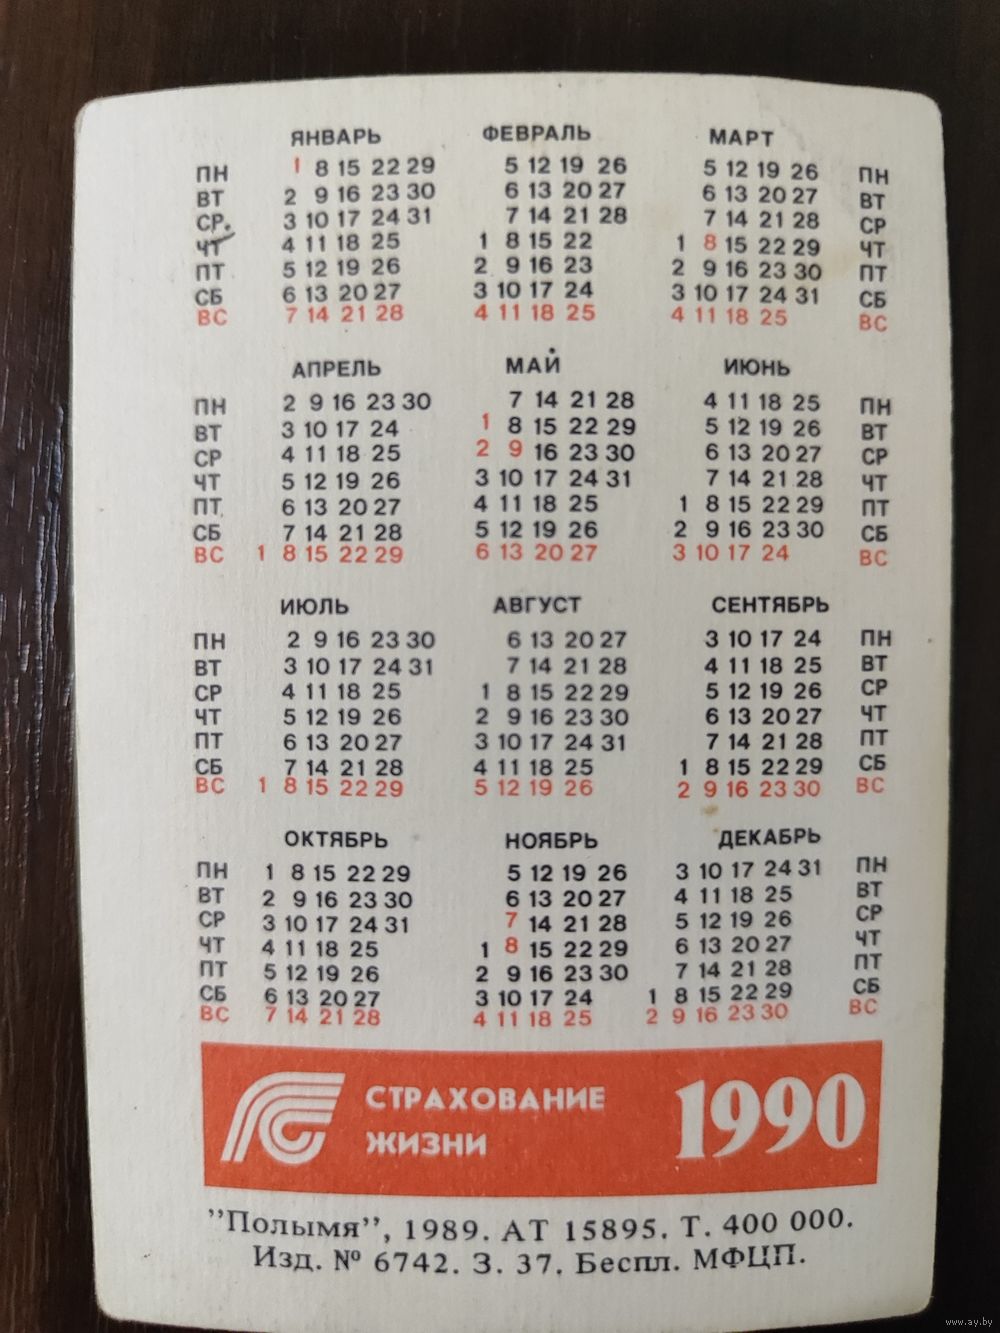 ЯНВАРЬ ФЕВРАЛЬ МАРТ
ПН 1 8 15 22 29 5 12 19 26 5 12 19 26 ПН
ВТ 2 9 16 23 30 6 13 20 27 6 13 20 27 ВТ
СР. 3 10 17 24 31 7 14 21 28 7 14 21 28 СР
ЧТ 4 11 18 25 1 8 15 22 1 8 15 22 29 ЧТ
ПТ 5 12 19 26 2 9 16 23 2 9 16 23 30 ПТ
СБ 6 13 20 27 3 10 17 24 3 10 17 24 31 СБ
ВС 7 14 21 28 4 11 18 25 4 11 18 25 ВС
АПРЕЛЬ МАЙ ИЮНЬ
ПН 2 9 16 23 30 7 14 21 28 4 11 18 25 ПН
ВТ 3 10 17 24 1 8 15 22 29 5 12 19 26 ВТ
СР 4 11 18 25 2 9 16 23 30 6 13 20 27 СР
ЧТ 5 12 19 26 3 10 17 24 31 7 14 21 28 ЧТ
ПТ 6 13 20 27 4 11 18 25 1 8 15 22 29 ПТ
СБ 7 14 21 28 5 12 19 26 2 9 16 23 30 СБ
ВС 1 8 15 22 29 6 13 20 27 3 10 17 24 ВС
ИЮЛЬ АВГУСТ СЕНТЯБРЬ
ПН 2 9 16 23 30 6 13 20 27 3 10 17 24 ПН
ВТ 3 10 17 24 31 7 14 21 28 4 11 18 25 ВТ
СР 4 11 18 25 1 8 15 22 29 5 12 19 26 СР
ЧТ 5 12 19 26 2 9 16 23 30 6 13 20 27 ЧТ
ПТ 6 13 20 27 3 10 17 24 31 7 14 21 28 ПТ
СБ 7 14 21 28 4 11 18 25 1 8 15 22 29 СБ
ВС 1 8 15 22 29 5 12 19 26 2 9 16 23 30 ВС
ОКТЯБРЬ НОЯБРЬ ДЕКАБРЬ
ПН 1 8 15 22 29 5 12 19 26 3 10 17 24 31 ПН
ВТ 2 9 16 23 30 6 13 20 27 4 11 18 25 ВТ
СР 3 10 17 24 31 7 14 21 28 5 12 19 26 СР
ЧТ 4 11 18 25 1 8 15 22 29 6 13 20 27 ЧТ
ПТ 5 12 19 26 2 9 16 23 30 7 14 21 28 ПТ
СБ 6 13 20 27 3 10 17 24 1 8 15 22 29 СБ
ВС 7 14 21 28 4 11 18 25 2 9 16 23 30 ВС
СТРАХОВАНИЕ
ЖИЗНИ
1990
"Полымя", 1989. АТ 15895. Т. 400 000.
Изд. № 6742. З. 37. Беспл. МФЦП.
www.ay.by